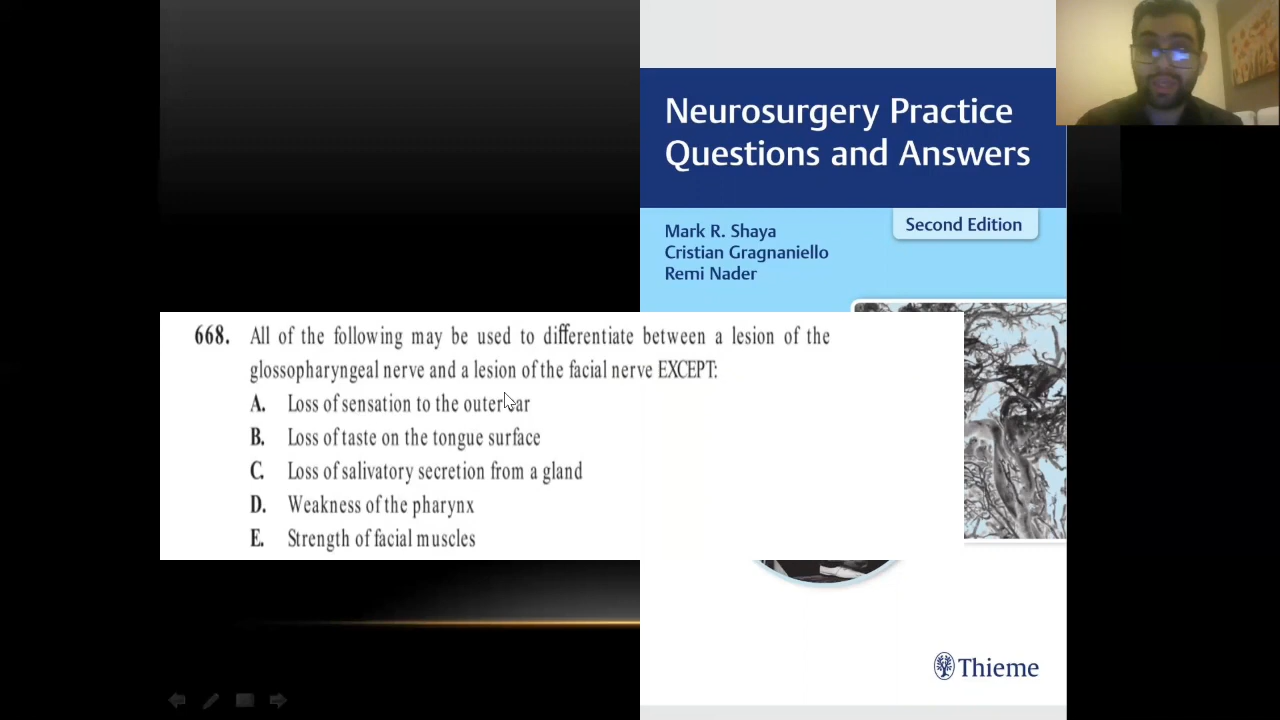 Neurosurgery Practice
Questions and Answers
Second Edition
Mark R. Shaya
Cristian Gragnaniello
Remi Nader
668. All of the following may be used to differentiate between a lesion of the
glossopharyngeal nerve and a lesion of the facial nerve EXCEPT:
A. Loss of sensation to the outer ear
B. Loss of taste on the tongue surface
C. Loss of salivatory secretion from a gland
D. Weakness of the pharynx
E. Strength of facial muscles
Thieme